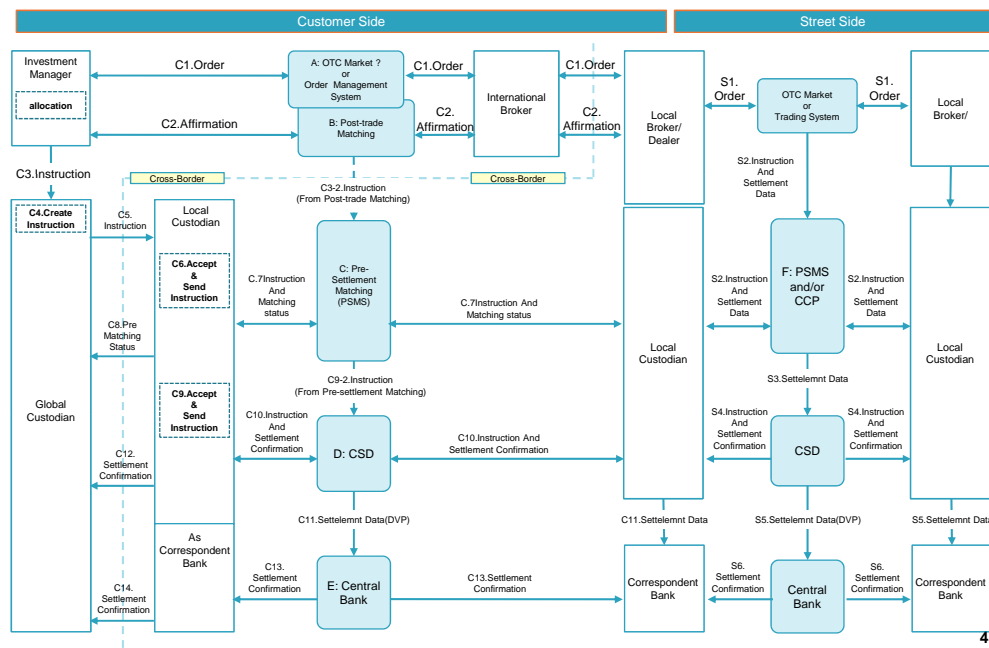 Customer Side
Street Side
Investment
Manager
allocation
C1.Order
C2.Affirmation
A: OTC Market ?
or
Order Management
System
B: Post-trade
Matching
C1.Order
C2.
Affirmation
International
Broker
C1.Order
C2.
Affirmation
Local
Broker/
Dealer
S1.
Order
OTC Market
or
Trading System
S1.
Order
Local
Broker/
C3.Instruction
Cross-Border
Cross-Border
C3-2.Instruction
(From Post-trade Matching)
S2.Instruction
And
Settlement
Data
C4.Create
Instruction
C5.
Instruction
Local
Custodian
C6.Accept
&
Send
Instruction
C.7Instruction
And
Matching
status
C: Pre-
Settlement
Matching
(PSMS)
C.7Instruction And
Matching status
Local
Custodian
S2.Instruction
And
Settlement
Data
F: PSMS
and/or
CCP
S2.Instruction
And
Settlement
Data
Local
Custodian
C8.Pre
Matching
Status
Global
Custodian
C9.Accept
&
Send
Instruction
C9-2.Instruction
(From Pre-settlement Matching)
S3.Settelemnt Data
C10.Instruction
And
Settlement
Confirmation
D: CSD
C10.Instruction And
Settlement Confirmation
S4.Instruction
And
Settlement
Confirmation
CSD
S4.Instruction
And
Settlement
Confirmation
C12.
Settlement
Confirmation
C11.Settelemnt Data(DVP)
C11.Settelemnt Data
S5.Settelemnt Data(DVP)
S5.Settelemnt Data
As
Correspondent
Bank
C13.
Settlement
Confirmation
E: Central
Bank
C13.Settlement
Confirmation
Correspondent
Bank
S6.
Settlement
Confirmation
Central
Bank
S6.
Settlement
Confirmation
Correspondent
Bank
C14.
Settlement
Confirmation
4